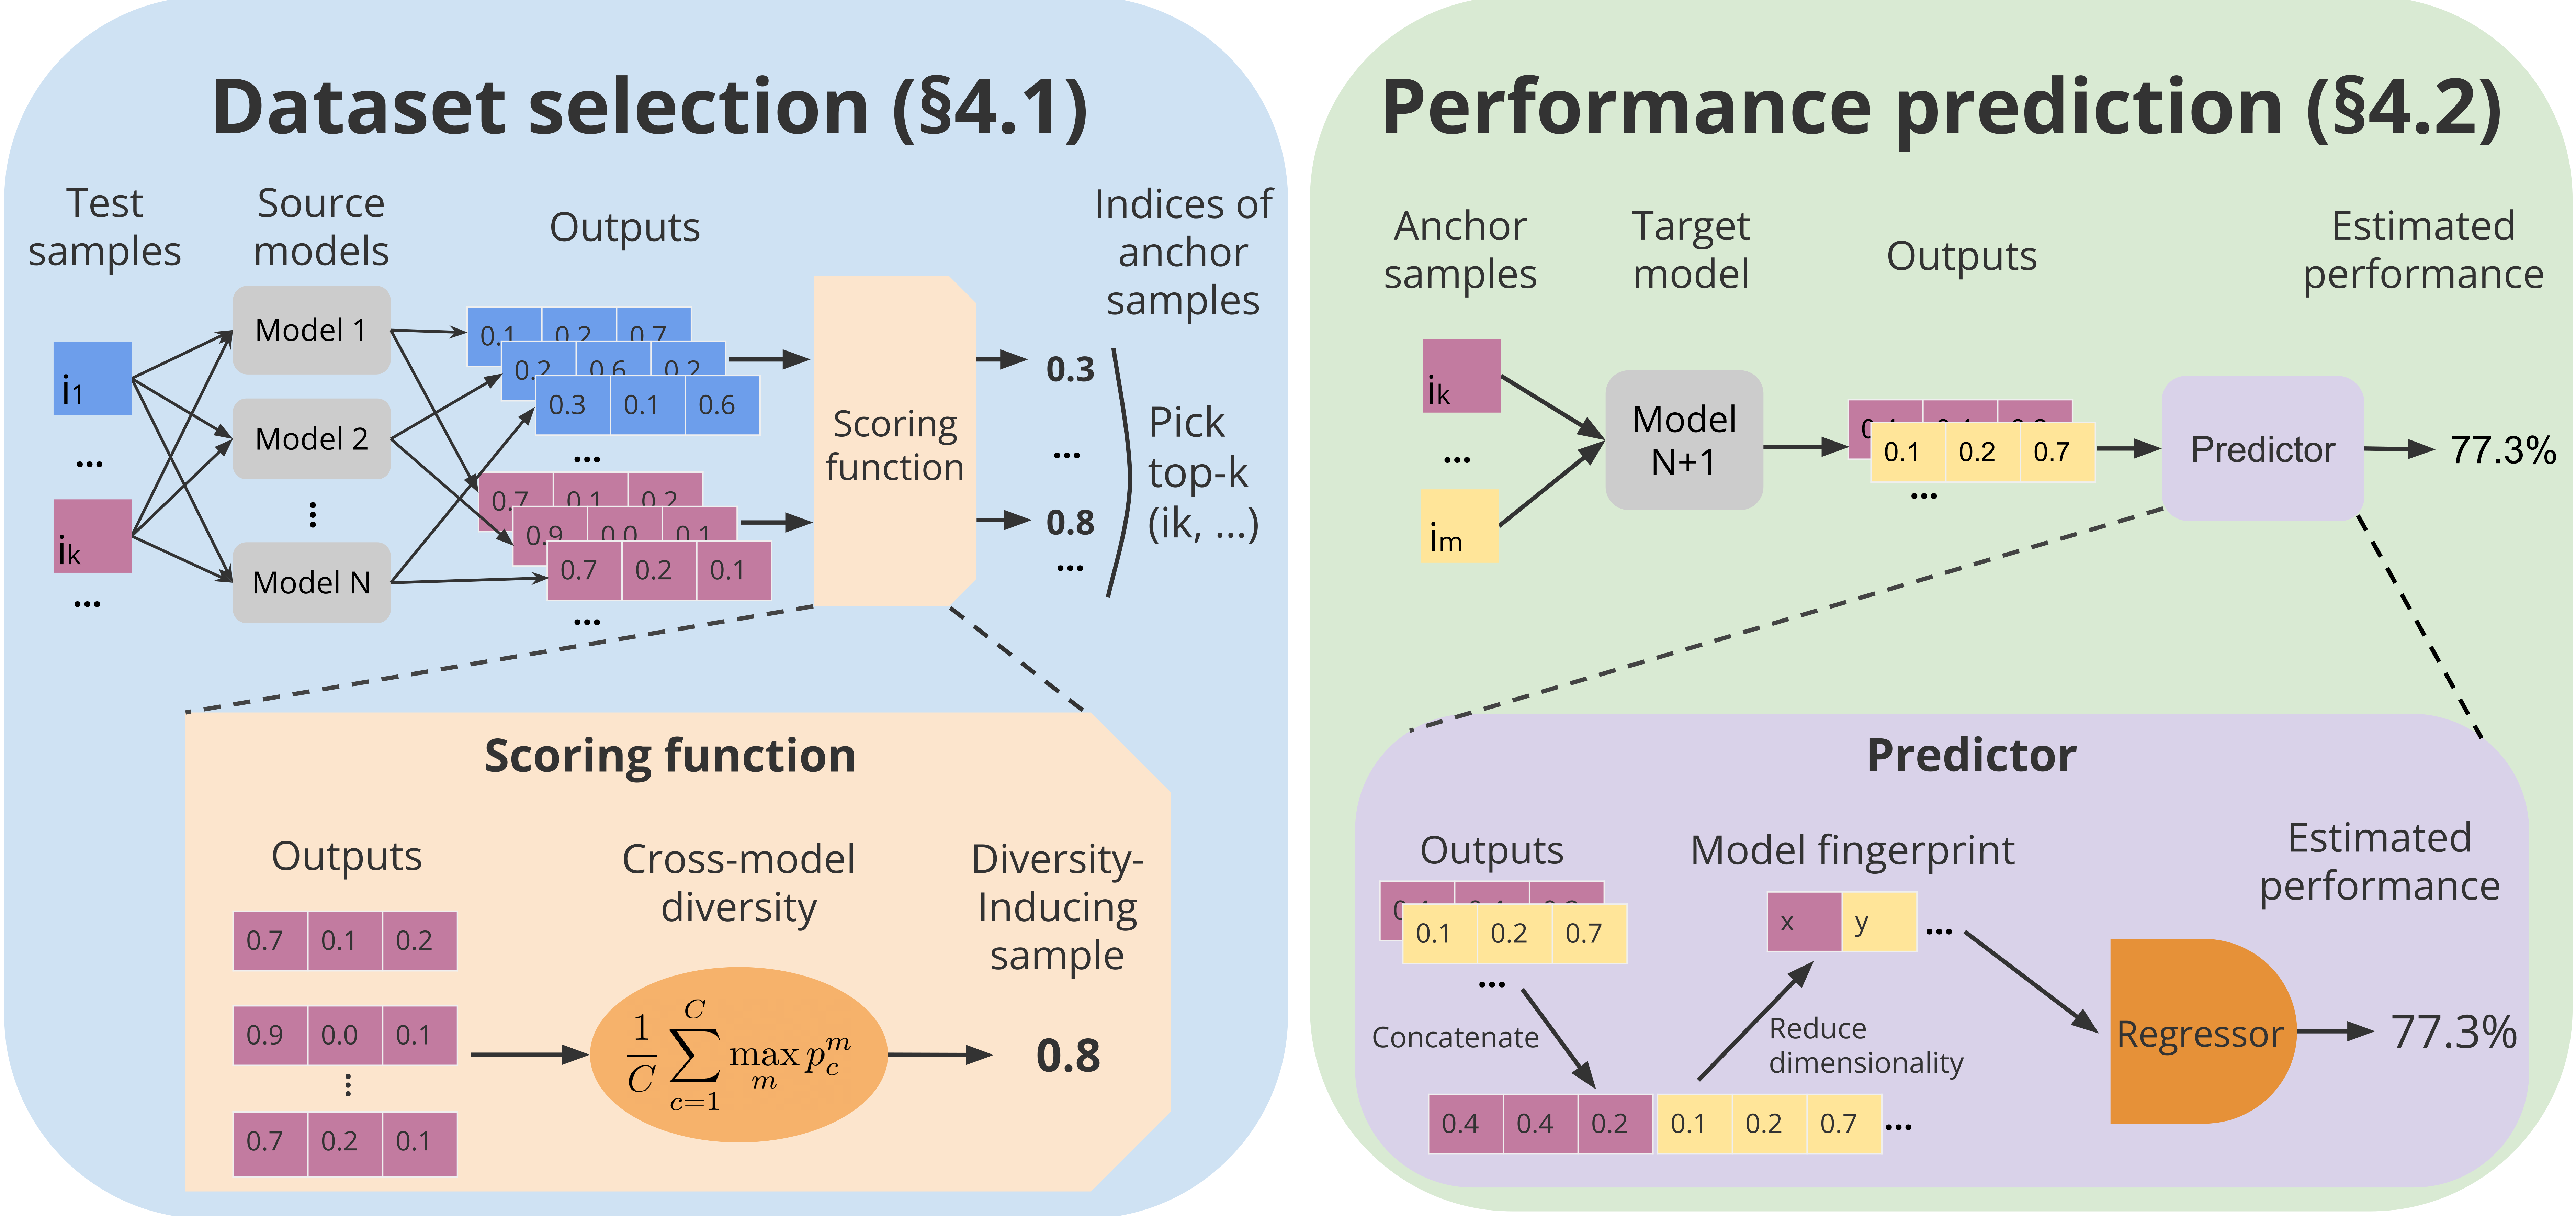 Dataset selection (§4.1)
Test
samples
Source
models
Outputs
Indices of
anchor
samples
i1
...
ik
...
Model 1
Model 2
⋮
Model N
0.1 0.2 0.7
0.2 0.6 0.2
0.3 0.1 0.6
...
0.7 0.1 0.2
0.9 0.0 0.1
0.7 0.2 0.1
...
Scoring
function
0.3
...
0.8
...
Pick
top-k
(ik, ...)
Scoring function
Outputs
Cross-model
diversity
Diversity-
Inducing
sample
0.7 0.1 0.2
0.9 0.0 0.1
⋮
0.7 0.2 0.1
1/C ∑_{c=1}^{C} max_m p_c^m
0.8
Performance prediction (§4.2)
Anchor
samples
Target
model
Outputs
Estimated
performance
ik
...
im
Model
N+1
0.1 0.2 0.7
...
Predictor
77.3%
Predictor
Outputs
Model fingerprint
Estimated
performance
0.1 0.2 0.7
...
x y ...
Concatenate
Reduce
dimensionality
0.4 0.4 0.2 0.1 0.2 0.7 ...
Regressor
77.3%